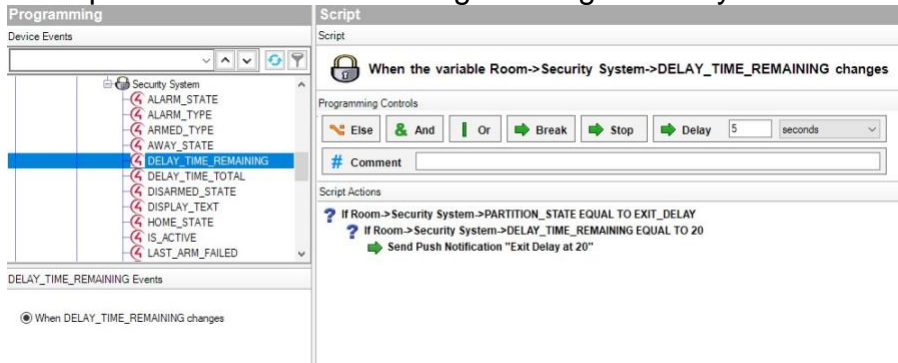 Programming
Device Events
Security System
ALARM_STATE
ALARM_TYPE
ARMED_TYPE
AWAY_STATE
DELAY_TIME_REMAINING
DELAY_TIME_TOTAL
DISARMED_STATE
DISPLAY_TEXT
HOME_STATE
IS_ACTIVE
LAST_ARM_FAILED
DELAY_TIME_REMAINING Events
When DELAY_TIME_REMAINING changes
Script
Script
When the variable Room->Security System->DELAY_TIME_REMAINING changes
Programming Controls
Else & And Or Break Stop Delay 5 seconds
# Comment
Script Actions
? If Room->Security System->PARTITION_STATE EQUAL TO EXIT_DELAY
? If Room->Security System->DELAY_TIME_REMAINING EQUAL TO 20
Send Push Notification "Exit Delay at 20"